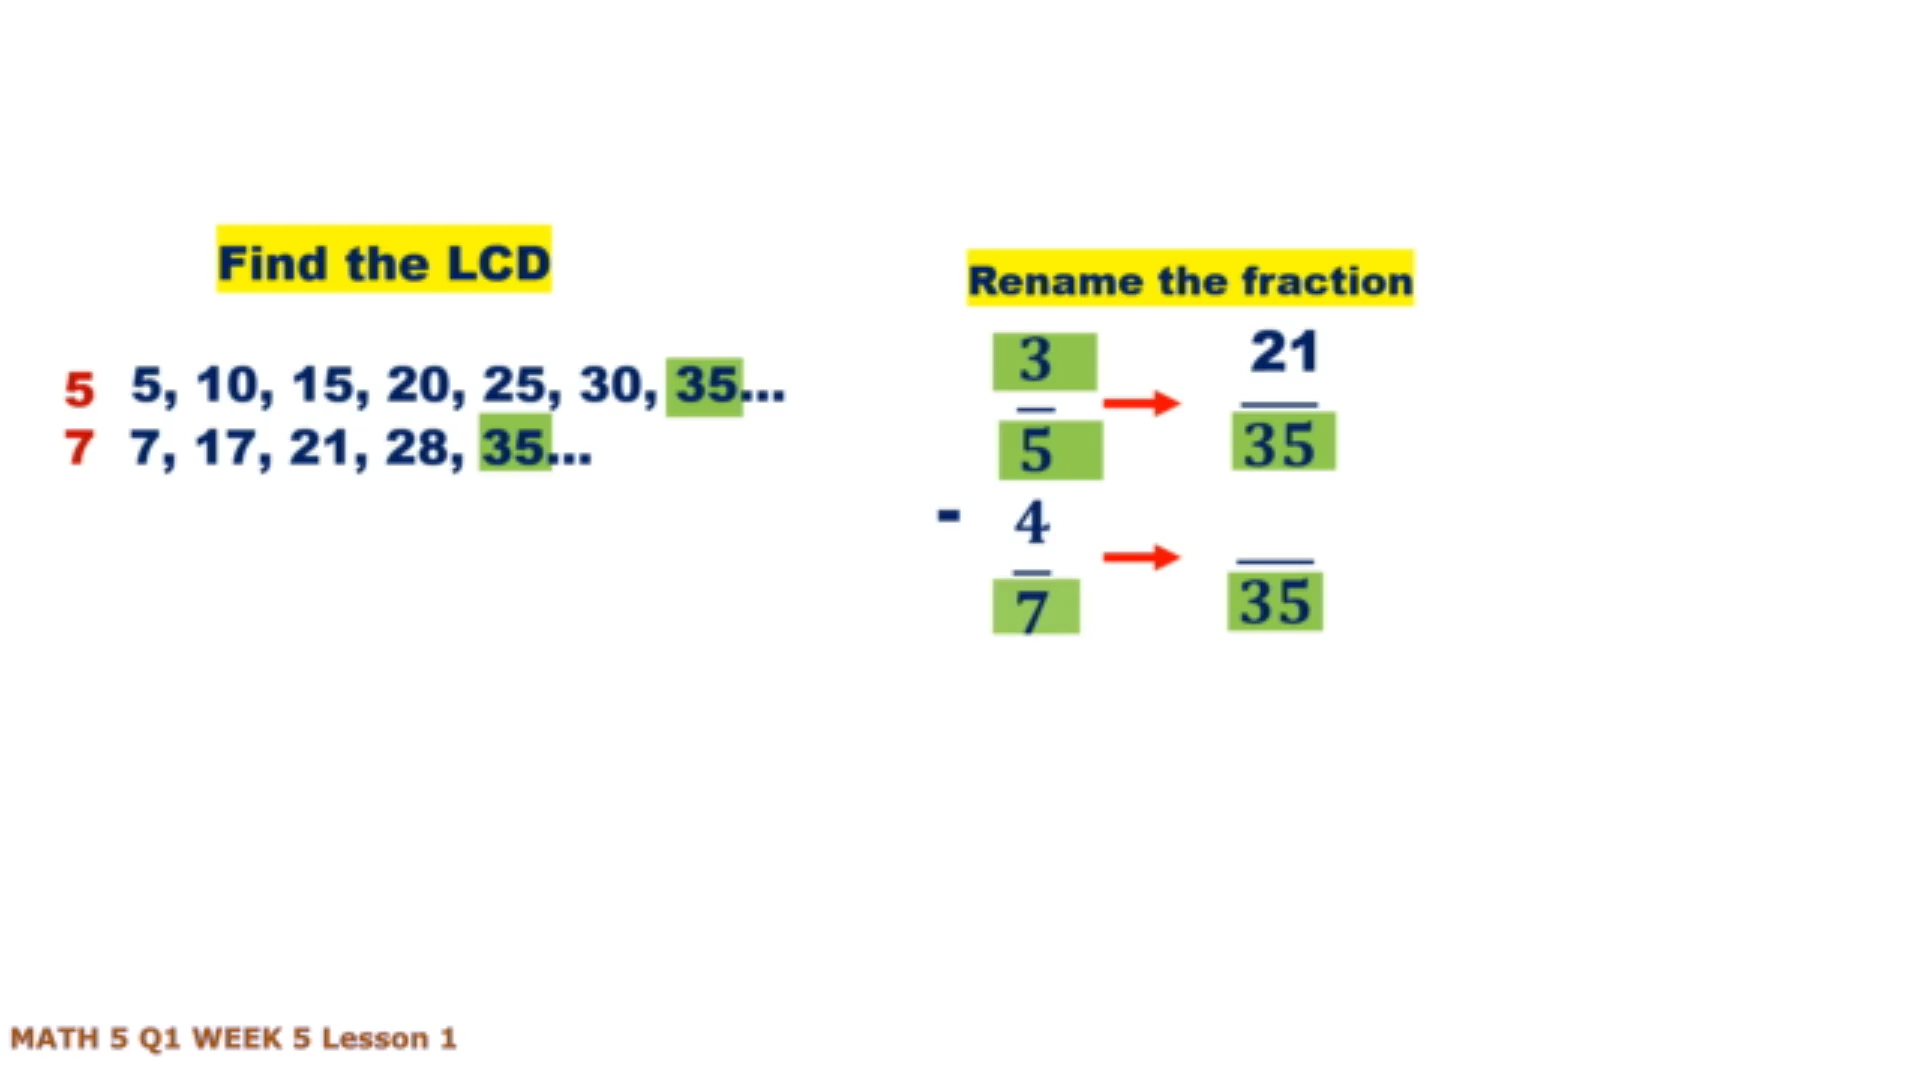 Find the LCD
5 5, 10, 15, 20, 25, 30, 35...
7 7, 17, 21, 28, 35...
Rename the fraction
3 21
5 35
- 4
7 35
MATH 5 Q1 WEEK 5 Lesson 1